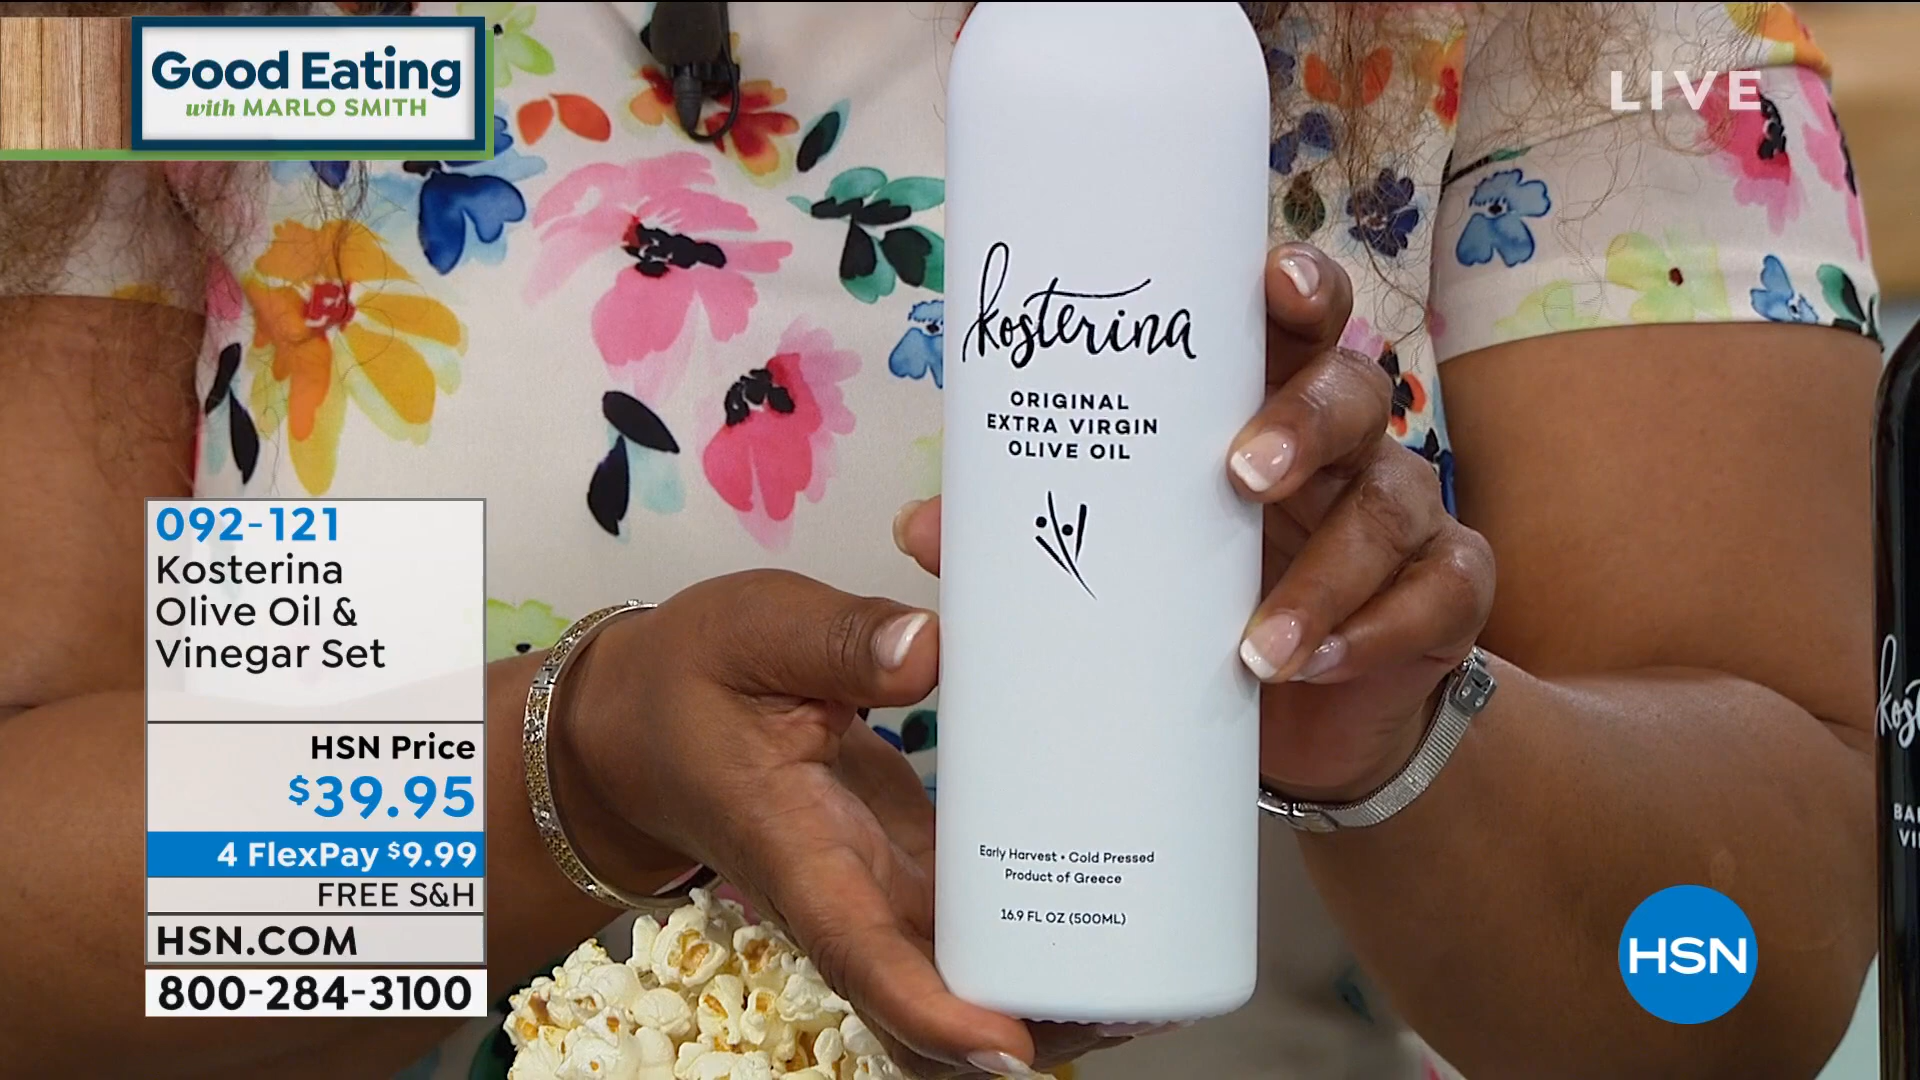 Good Eating
with MARLO SMITH
LIVE
kosterina
ORIGINAL
EXTRA VIRGIN
OLIVE OIL
Early Harvest • Cold Pressed
Product of Greece
16.9 FL OZ (500ML)
092-121
Kosterina
Olive Oil &
Vinegar Set
HSN Price
$39.95
4 FlexPay $9.99
FREE S&H
HSN.COM
800-284-3100
HSN